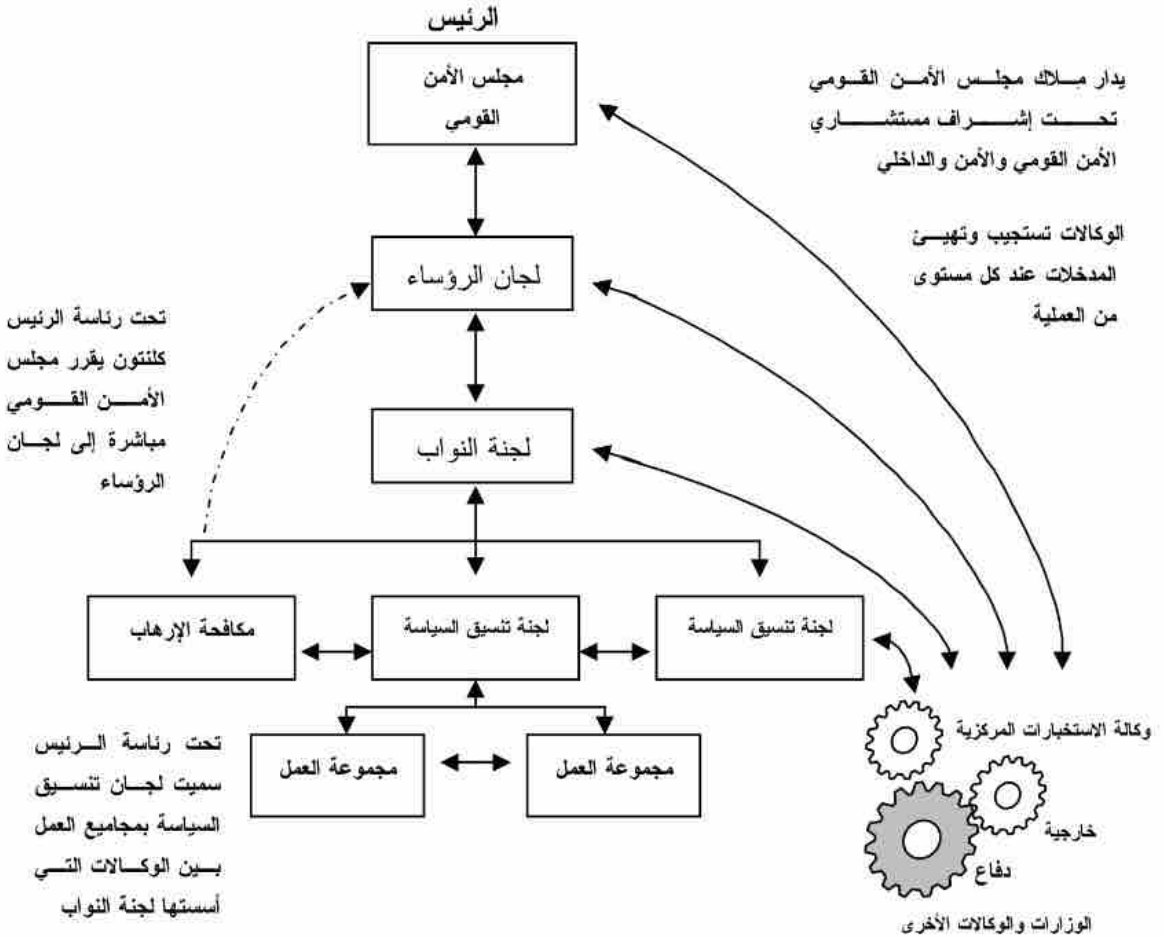 الرئيس
مجلس الأمن
القومي
يدار ملاك مجلس الأمن القومي
تحت إشراف مستشاري
الأمن القومي والأمن والداخلي
الوكالات تستجيب وتهيئ
المدخلات عند كل مستوى
من العملية
لجان الرؤساء
تحت رئاسة الرئيس
كلنتون يقرر مجلس
الأمن القومي
مباشرة إلى لجان
الرؤساء
لجنة النواب
لجنة تنسيق السياسة
لجنة تنسيق السياسة
مكافحة الإرهاب
مجموعة العمل
مجموعة العمل
تحت رئاسة الرئيس
سميت لجان تنسيق
السياسة بمجاميع العمل
بين الوكالات التي
أسستها لجنة النواب
وكالة الاستخبارات المركزية
خارجية
دفاع
الوزارات والوكالات الأخرى